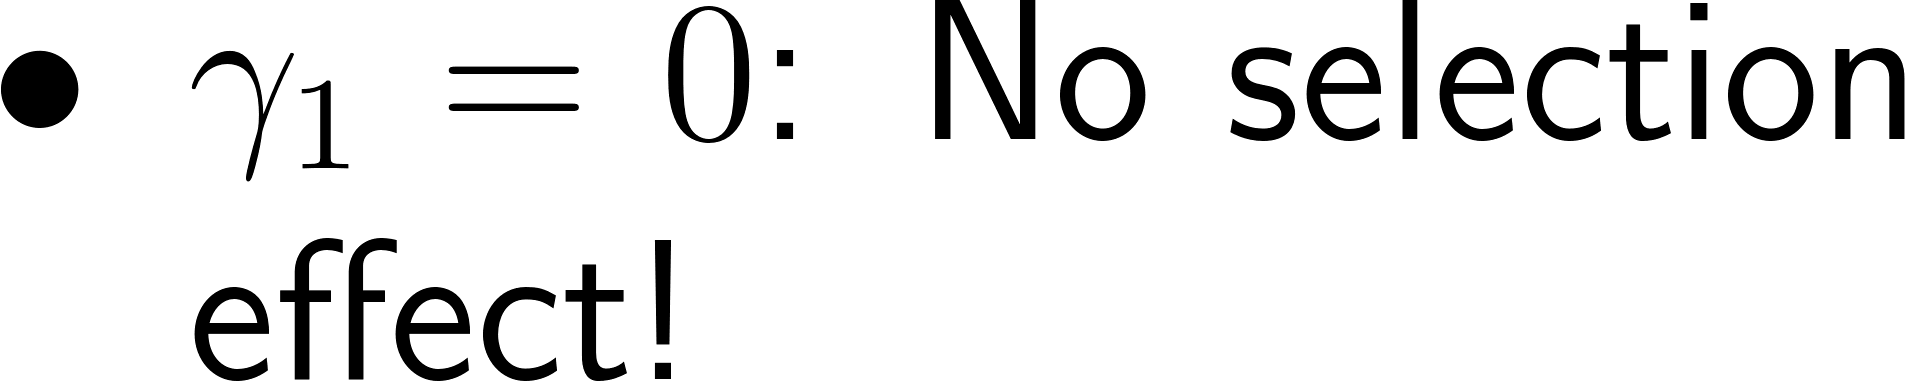 • γ₁ = 0: No selection
effect!